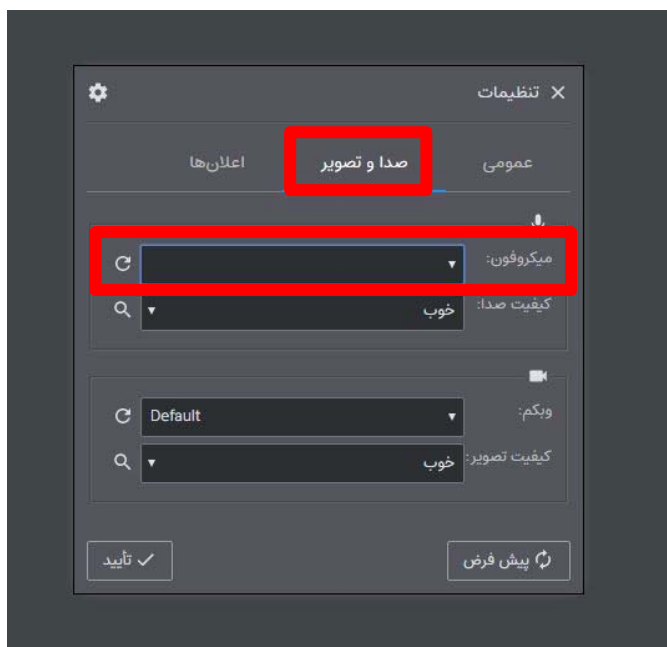 تنظیمات
عمومی
صدا و تصویر
اعلان‌ها
میکروفون:
کیفیت صدا:
خوب
وبکم:
Default
کیفیت تصویر:
خوب
پیش فرض
تأیید